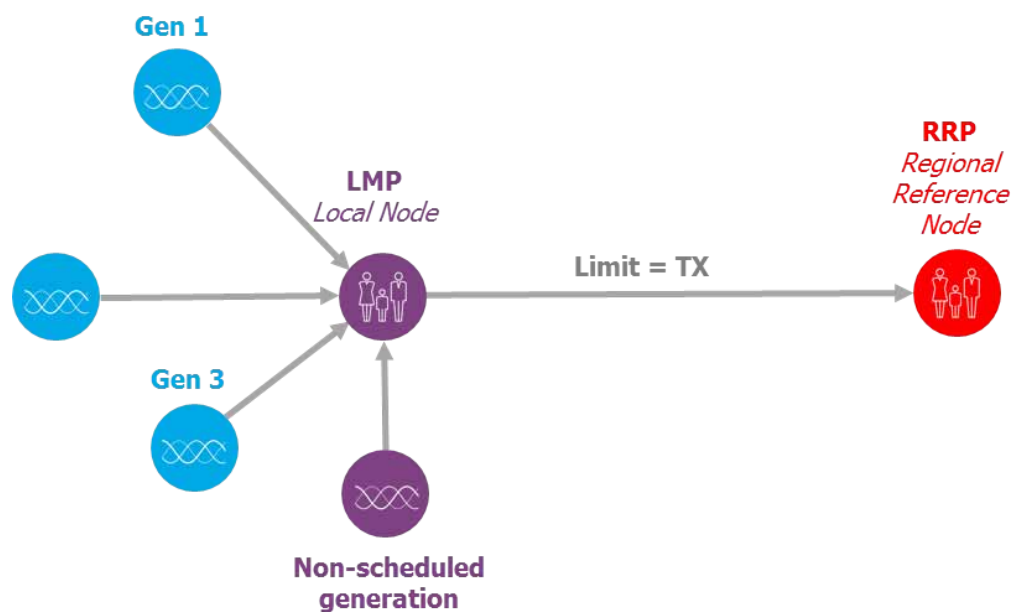 Gen 1
RRP
Regional
Reference
Node
LMP
Local Node
Limit = TX
Gen 3
Non-scheduled
generation